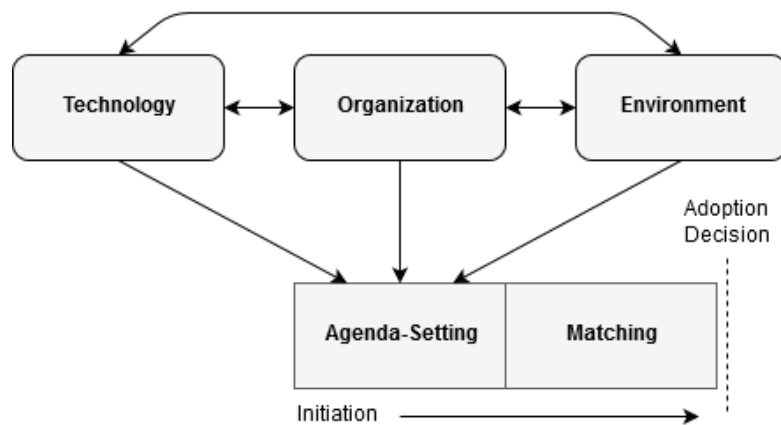 Technology
Organization
Environment
Adoption
Decision
Agenda-Setting
Matching
Initiation